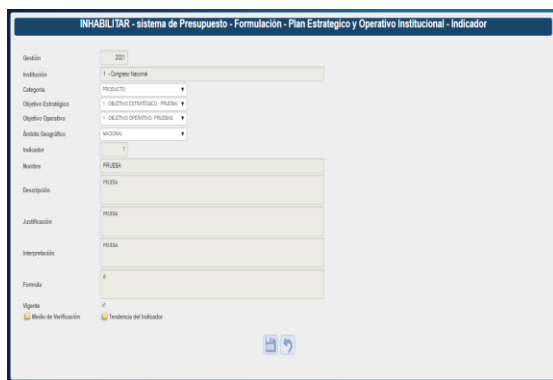 INHABILITAR - sistema de Presupuesto - Formulación - Plan Estrategico y Operativo Institucional - Indicador
Gestión 2021
Institución 1 - Congreso Nacional
Categoría PRODUCTO
Objetivo Estratégico 1 - OBJETIVO ESTRATÉGICO - PRUEBA
Objetivo Operativo 1 - OBJETIVO OPERATIVO- PRUEBAS
Ámbito Geográfico NACIONAL
Indicador 1
Nombre PRUEBA
Descripción PRUEBA
Justificación PRUEBA
Interpretación PRUEBA
Formula
Vigente
Medio de Verificación Tendencia del Indicador